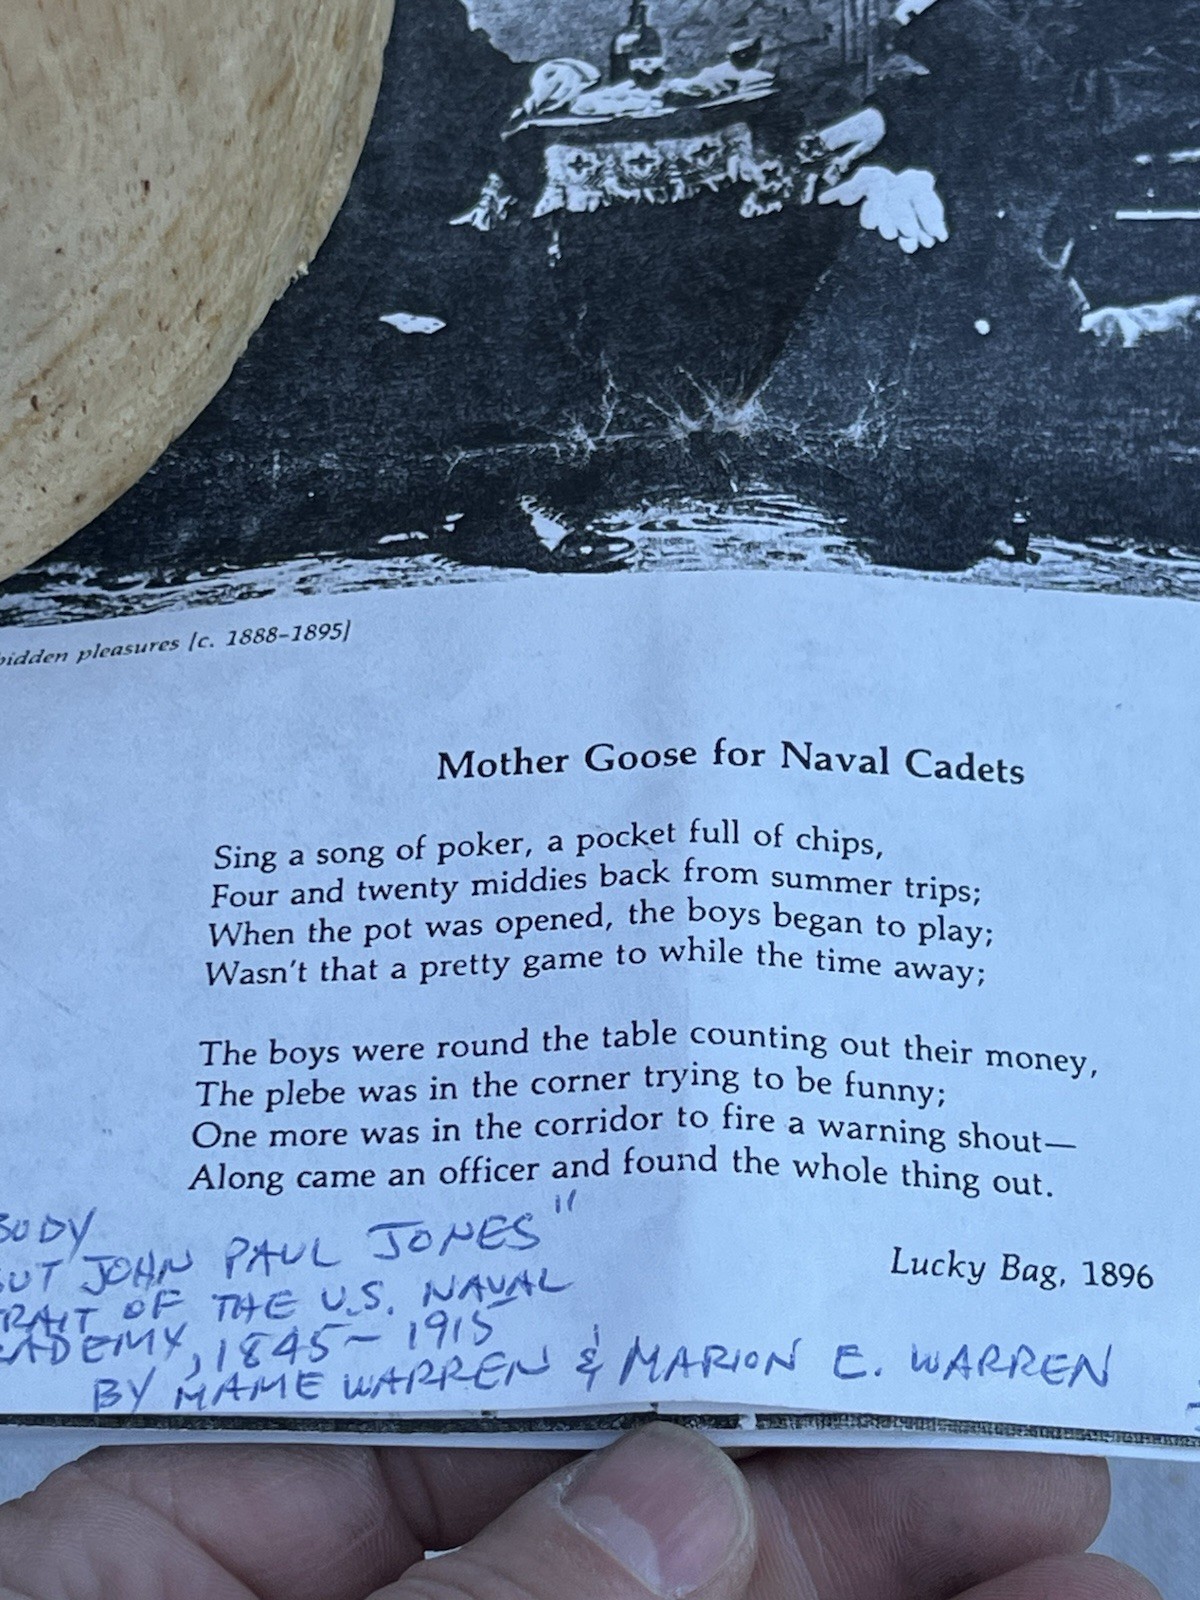 pleasures [c. 1888–1895]
Mother Goose for Naval Cadets
Sing a song of poker, a pocket full of chips,
Four and twenty middies back from summer trips;
When the pot was opened, the boys began to play;
Wasn't that a pretty game to while the time away;
The boys were round the table counting out their money,
The plebe was in the corner trying to be funny;
One more was in the corridor to fire a warning shout—
Along came an officer and found the whole thing out.
Lucky Bag, 1896
JOHN PAUL JONES"
OF THE U.S. NAVAL
, 1845–1915
BY MAME WARREN & MARION E. WARREN